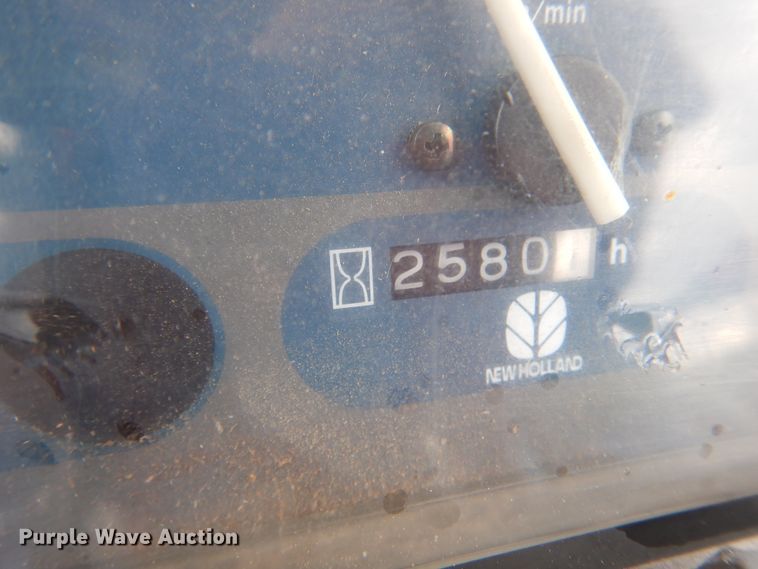 /min
2580 h
NEW HOLLAND
Purple Wave Auction